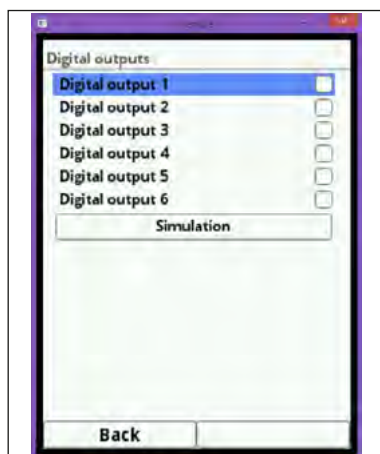 Digital outputs
Digital output 1
Digital output 2
Digital output 3
Digital output 4
Digital output 5
Digital output 6
Simulation
Back